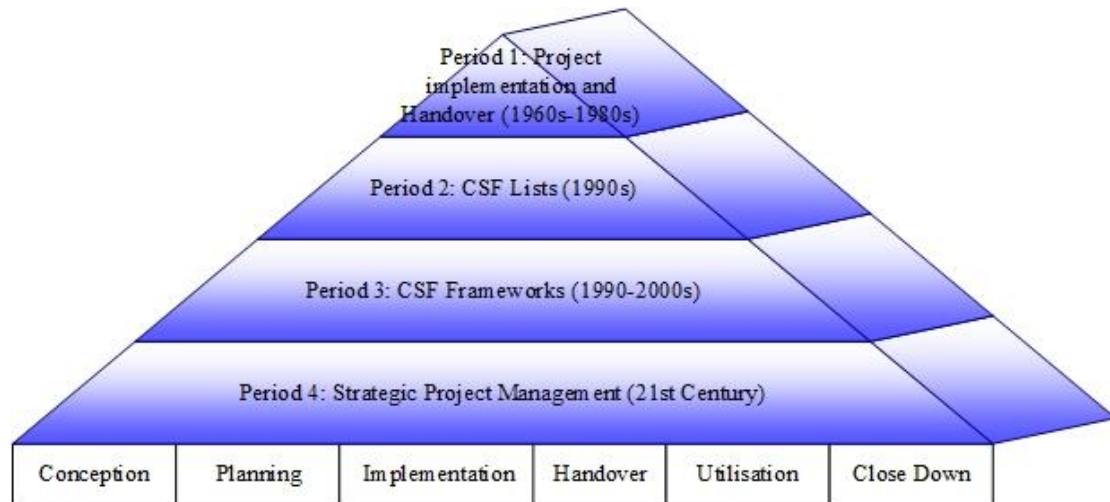 Period 1: Project
implementation and
Handover (1960s-1980s)
Period 2: CSF Lists (1990s)
Period 3: CSF Frameworks (1990-2000s)
Period 4: Strategic Project Management (21st Century)
Conception Planning Implementation Handover Utilisation Close Down